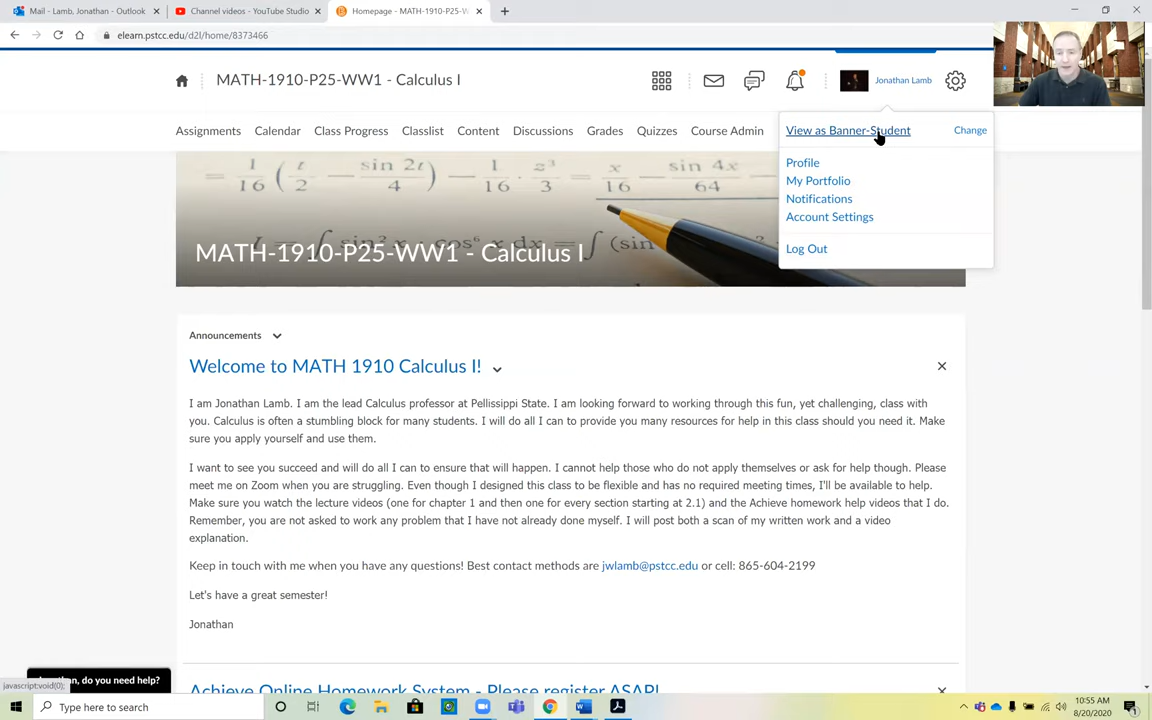 Mail - Lamb, Jonathan - Outlook
Channel videos - YouTube Studio
Homepage - MATH-1910-P25-W
elearn.pstcc.edu/d2l/home/8373466
MATH-1910-P25-WW1 - Calculus I
Jonathan Lamb
Assignments Calendar Class Progress Classlist Content Discussions Grades Quizzes Course Admin
View as Banner-Student Change
Profile
My Portfolio
Notifications
Account Settings
Log Out
MATH-1910-P25-WW1 - Calculus I
Announcements
Welcome to MATH 1910 Calculus I!
I am Jonathan Lamb. I am the lead Calculus professor at Pellissippi State. I am looking forward to working through this fun, yet challenging, class with
you. Calculus is often a stumbling block for many students. I will do all I can to provide you many resources for help in this class should you need it. Make
sure you apply yourself and use them.
I want to see you succeed and will do all I can to ensure that will happen. I cannot help those who do not apply themselves or ask for help though. Please
meet me on Zoom when you are struggling. Even though I designed this class to be flexible and has no required meeting times, I'll be available to help.
Make sure you watch the lecture videos (one for chapter 1 and then one for every section starting at 2.1) and the Achieve homework help videos that I do.
Remember, you are not asked to work any problem that I have not already done myself. I will post both a scan of my written work and a video
explanation.
Keep in touch with me when you have any questions! Best contact methods are jwlamb@pstcc.edu or cell: 865-604-2199
Let's have a great semester!
Jonathan
Achieve Online Homework System - Please register ASAP!
than, do you need help?
javascript:void(0);
Type here to search
10:55 AM
8/20/2020